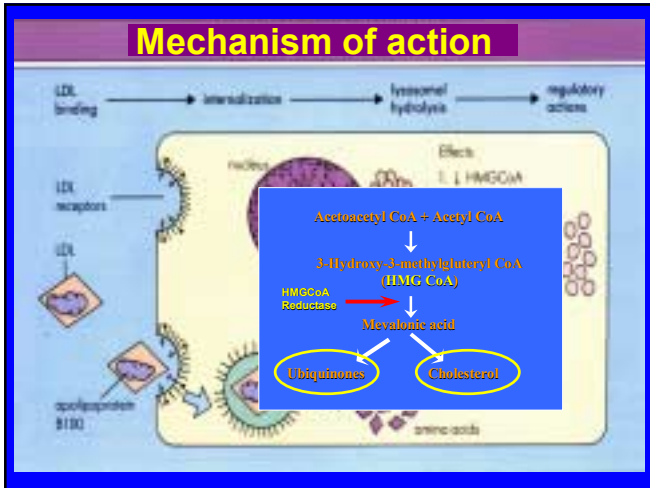 Mechanism of action
LDL
binding
internalization
lysosomal
hydrolysis
regulatory
actions
nucleus
Effects
1. ↓ HMGCoA
LDL
receptors
LDL
apolipoprotein
B100
Acetoacetyl CoA + Acetyl CoA
3-Hydroxy-3-methylgluteryl CoA
(HMG CoA)
HMGCoA
Reductase
Mevalonic acid
Ubiquinones
Cholesterol
amino acids